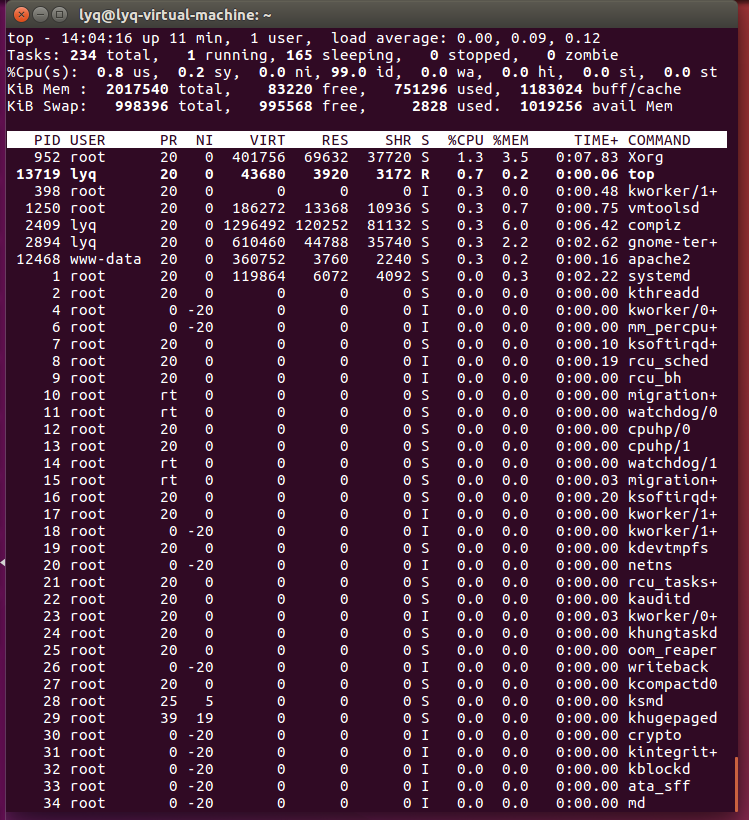 lyq@lyq-virtual-machine: ~
top - 14:04:16 up 11 min,  1 user,  load average: 0.00, 0.09, 0.12
Tasks: 234 total,   1 running, 165 sleeping,   0 stopped,   0 zombie
%Cpu(s):  0.8 us,  0.2 sy,  0.0 ni, 99.0 id,  0.0 wa,  0.0 hi,  0.0 si,  0.0 st
KiB Mem :  2017540 total,    83220 free,   751296 used,  1183024 buff/cache
KiB Swap:   998396 total,   995568 free,     2828 used.  1019256 avail Mem
PID USER      PR  NI    VIRT    RES    SHR S  %CPU %MEM     TIME+ COMMAND
952 root      20   0  401756  69632  37720 S   1.3  3.5   0:07.83 Xorg
13719 lyq       20   0   43680   3920   3172 R   0.7  0.2   0:00.06 top
398 root      20   0       0      0      0 I   0.3  0.0   0:00.48 kworker/1+
1250 root      20   0  186272  13368  10936 S   0.3  0.7   0:00.75 vmtoolsd
2409 lyq       20   0 1296492 120252  81132 S   0.3  6.0   0:06.42 compiz
2894 lyq       20   0  610460  44788  35740 S   0.3  2.2   0:02.62 gnome-ter+
12468 www-data  20   0  360752   3760   2240 S   0.3  0.2   0:00.16 apache2
1 root      20   0  119864   6072   4092 S   0.0  0.3   0:02.22 systemd
2 root      20   0       0      0      0 S   0.0  0.0   0:00.00 kthreadd
4 root       0 -20       0      0      0 I   0.0  0.0   0:00.00 kworker/0+
6 root       0 -20       0      0      0 I   0.0  0.0   0:00.00 mm_percpu+
7 root      20   0       0      0      0 S   0.0  0.0   0:00.10 ksoftirqd+
8 root      20   0       0      0      0 I   0.0  0.0   0:00.19 rcu_sched
9 root      20   0       0      0      0 I   0.0  0.0   0:00.00 rcu_bh
10 root      rt   0       0      0      0 S   0.0  0.0   0:00.00 migration+
11 root      rt   0       0      0      0 S   0.0  0.0   0:00.00 watchdog/0
12 root      20   0       0      0      0 S   0.0  0.0   0:00.00 cpuhp/0
13 root      20   0       0      0      0 S   0.0  0.0   0:00.00 cpuhp/1
14 root      rt   0       0      0      0 S   0.0  0.0   0:00.00 watchdog/1
15 root      rt   0       0      0      0 S   0.0  0.0   0:00.03 migration+
16 root      20   0       0      0      0 S   0.0  0.0   0:00.20 ksoftirqd+
17 root      20   0       0      0      0 I   0.0  0.0   0:00.00 kworker/1+
18 root       0 -20       0      0      0 I   0.0  0.0   0:00.00 kworker/1+
19 root      20   0       0      0      0 S   0.0  0.0   0:00.00 kdevtmpfs
20 root       0 -20       0      0      0 I   0.0  0.0   0:00.00 netns
21 root      20   0       0      0      0 S   0.0  0.0   0:00.00 rcu_tasks+
22 root      20   0       0      0      0 S   0.0  0.0   0:00.00 kauditd
23 root      20   0       0      0      0 I   0.0  0.0   0:00.03 kworker/0+
24 root      20   0       0      0      0 S   0.0  0.0   0:00.00 khungtaskd
25 root      20   0       0      0      0 S   0.0  0.0   0:00.00 oom_reaper
26 root       0 -20       0      0      0 I   0.0  0.0   0:00.00 writeback
27 root      20   0       0      0      0 S   0.0  0.0   0:00.00 kcompactd0
28 root      25   5       0      0      0 S   0.0  0.0   0:00.00 ksmd
29 root      39  19       0      0      0 S   0.0  0.0   0:00.00 khugepaged
30 root       0 -20       0      0      0 I   0.0  0.0   0:00.00 crypto
31 root       0 -20       0      0      0 I   0.0  0.0   0:00.00 kintegrit+
32 root       0 -20       0      0      0 I   0.0  0.0   0:00.00 kblockd
33 root       0 -20       0      0      0 I   0.0  0.0   0:00.00 ata_sff
34 root       0 -20       0      0      0 I   0.0  0.0   0:00.00 md